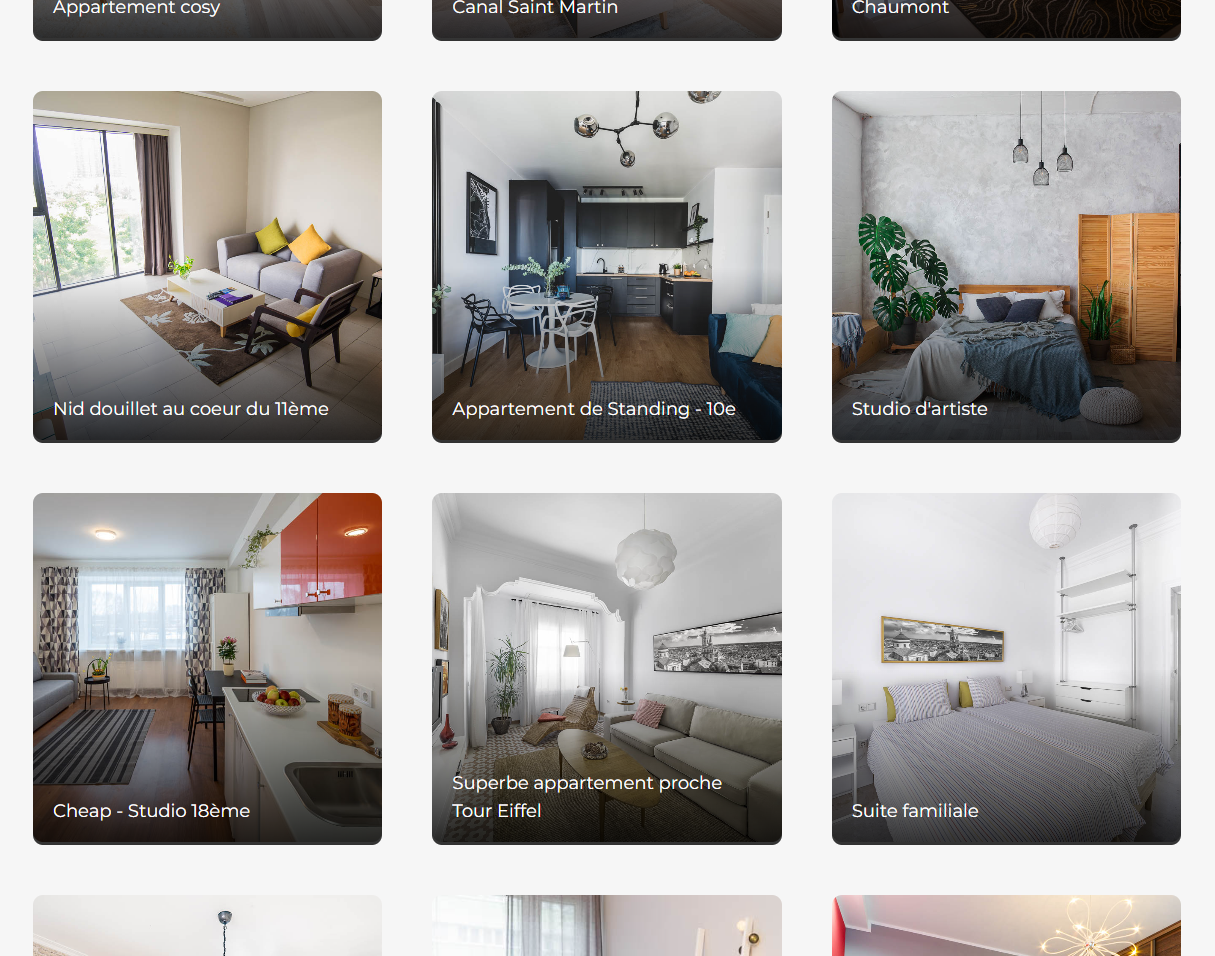 Appartement cosy
Canal Saint Martin
Chaumont
Nid douillet au coeur du 11ème
Appartement de Standing - 10e
Studio d'artiste
Cheap - Studio 18ème
Superbe appartement proche
Tour Eiffel
Suite familiale